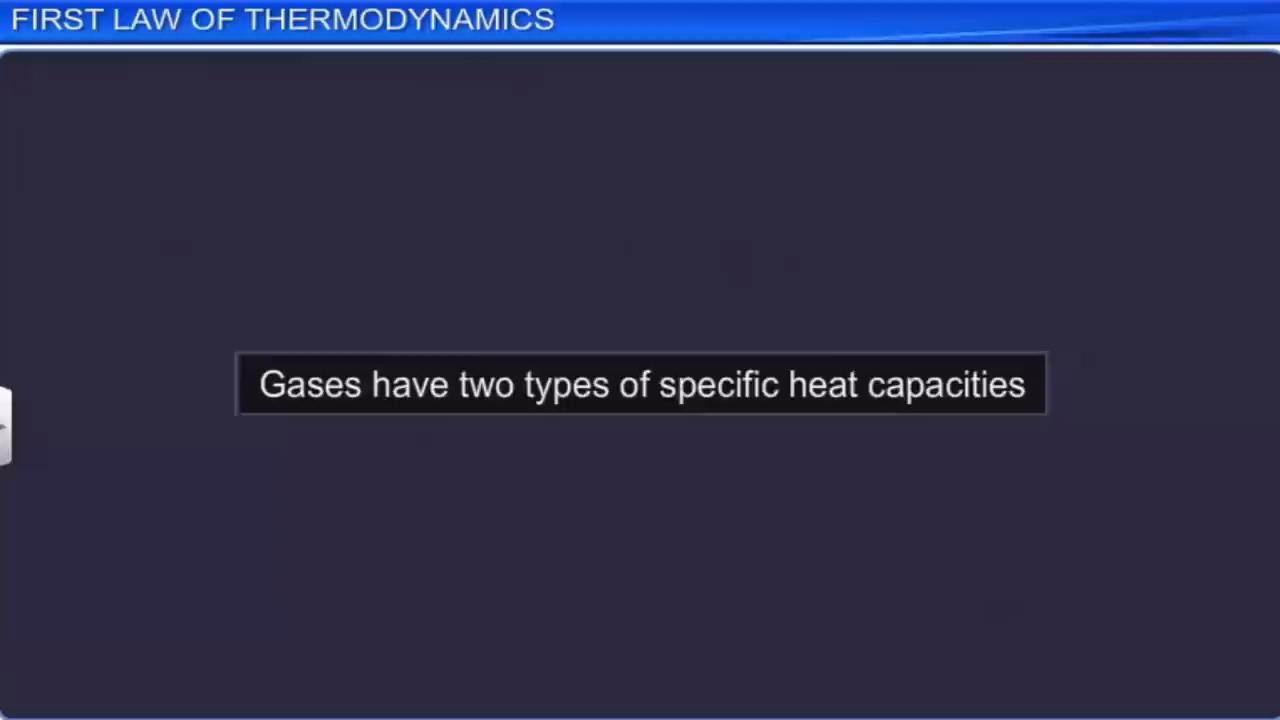 FIRST LAW OF THERMODYNAMICS
Gases have two types of specific heat capacities